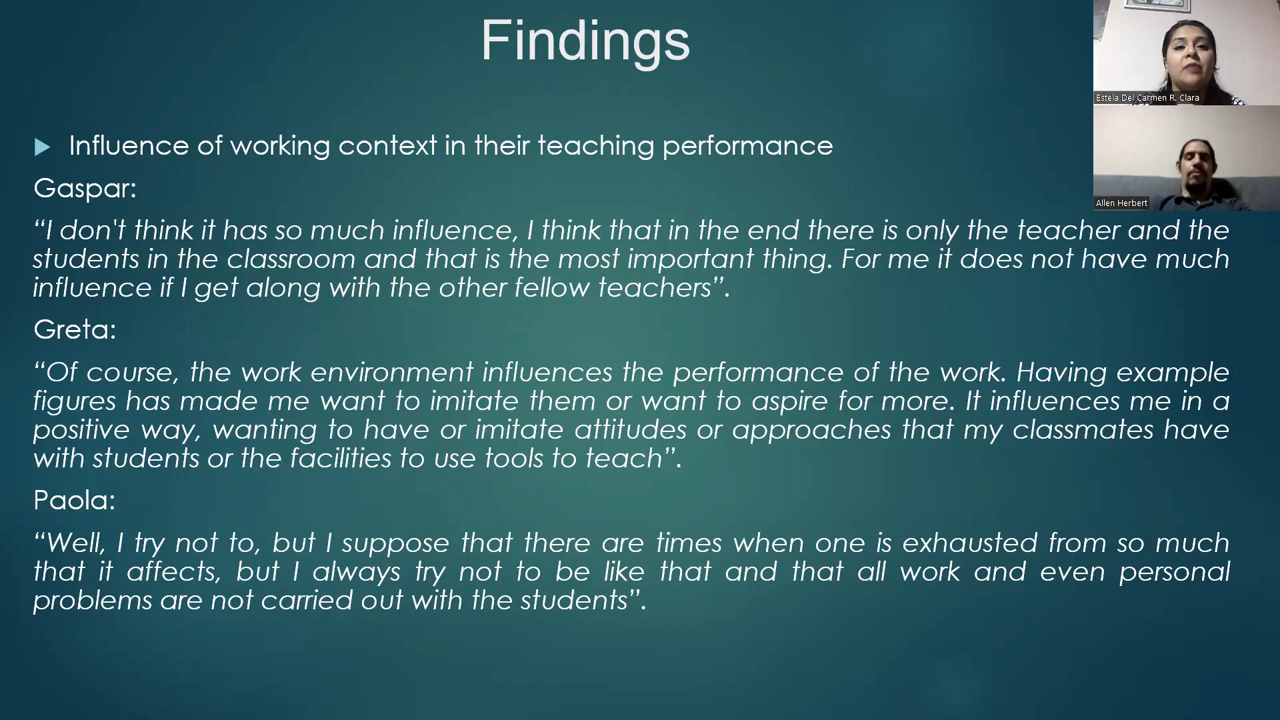 Findings
Estela Del Carmen R. Clara
Allen Herbert
Influence of working context in their teaching performance
Gaspar:
“I don't think it has so much influence, I think that in the end there is only the teacher and the
students in the classroom and that is the most important thing. For me it does not have much
influence if I get along with the other fellow teachers”.
Greta:
“Of course, the work environment influences the performance of the work. Having example
figures has made me want to imitate them or want to aspire for more. It influences me in a
positive way, wanting to have or imitate attitudes or approaches that my classmates have
with students or the facilities to use tools to teach”.
Paola:
“Well, I try not to, but I suppose that there are times when one is exhausted from so much
that it affects, but I always try not to be like that and that all work and even personal
problems are not carried out with the students”.